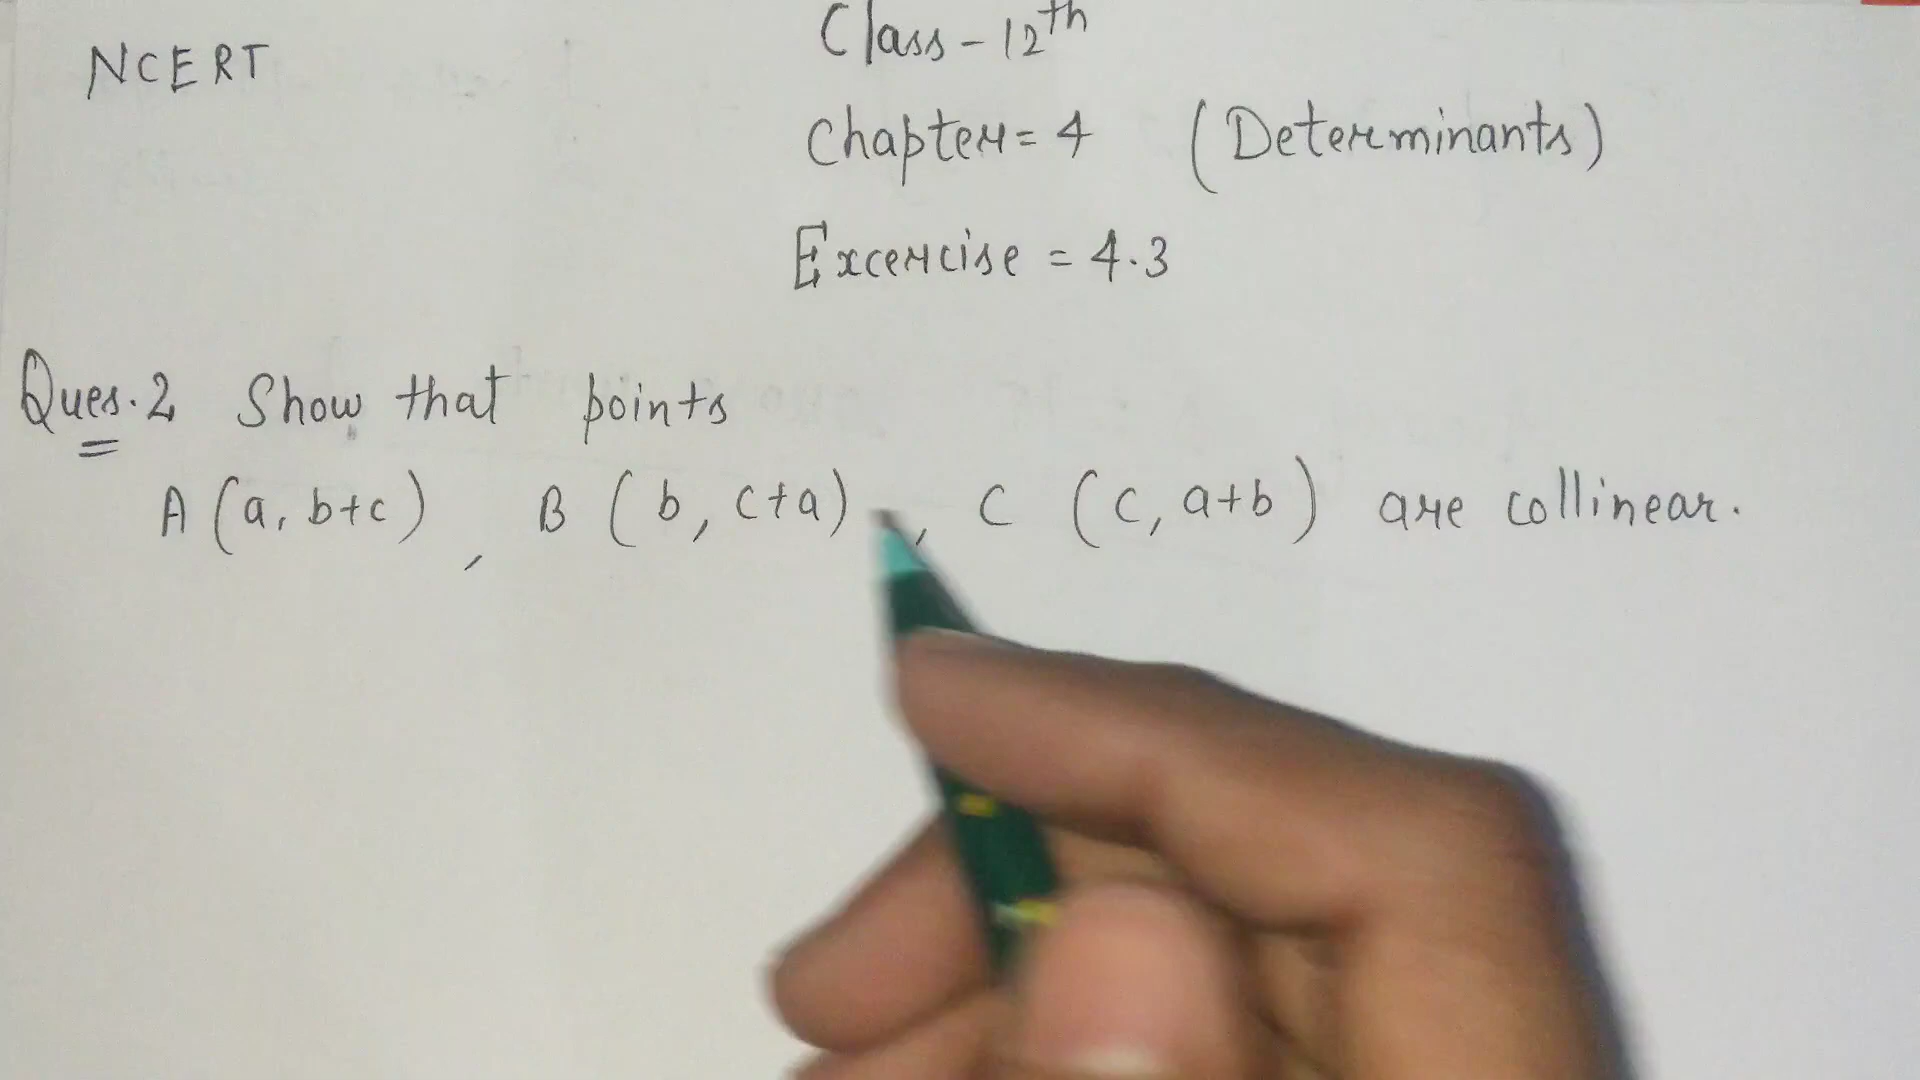 NCERT
Class - 12th
Chapter = 4 (Determinants)
Excercise = 4.3
Ques. 2 Show that points
A (a, b+c) , B (b, c+a) , C (c, a+b) are collinear.